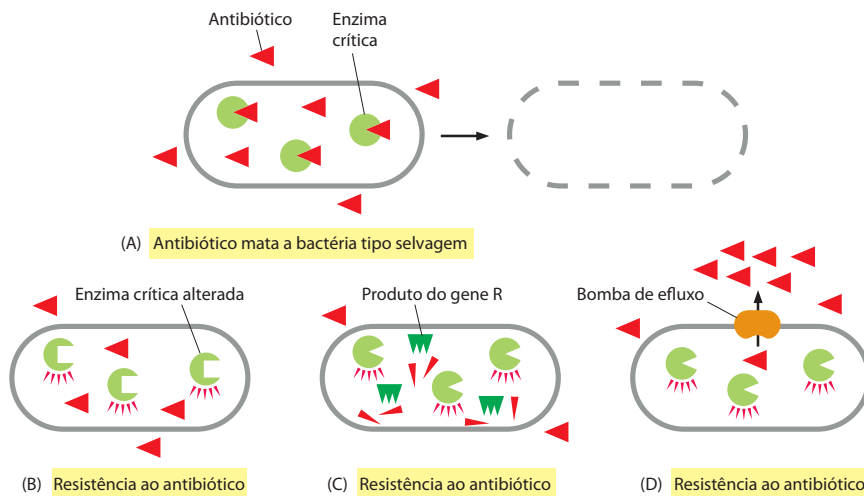 Antibiótico
Enzima
crítica
(A) Antibiótico mata a bactéria tipo selvagem
Enzima crítica alterada
Produto do gene R
Bomba de efluxo
(B) Resistência ao antibiótico
(C) Resistência ao antibiótico
(D) Resistência ao antibiótico